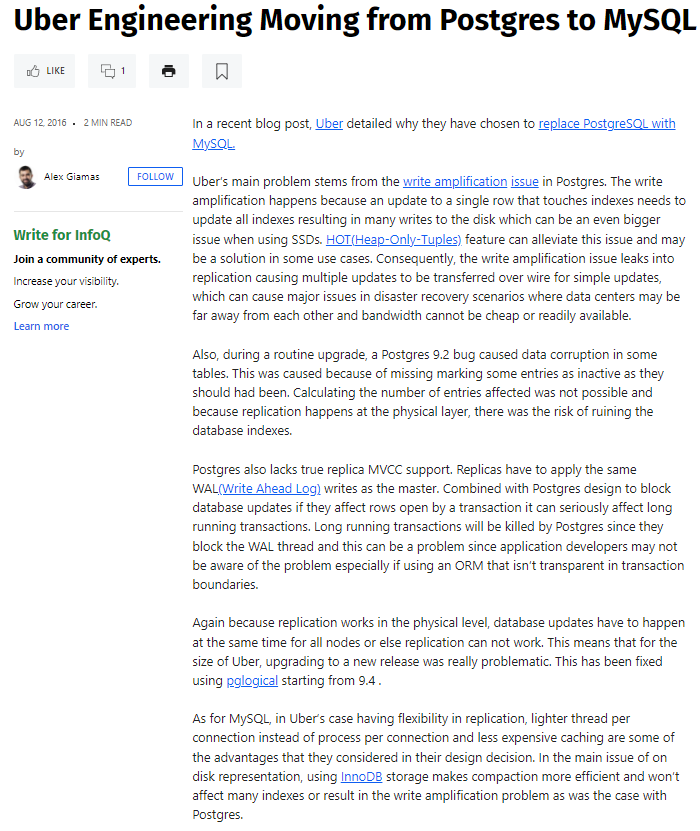 Uber Engineering Moving from Postgres to MySQL
LIKE
1
AUG 12, 2016 • 2 MIN READ
by
Alex Giamas
FOLLOW
Write for InfoQ
Join a community of experts.
Increase your visibility.
Grow your career.
Learn more
In a recent blog post, Uber detailed why they have chosen to replace PostgreSQL with
MySQL.
Uber's main problem stems from the write amplification issue in Postgres. The write
amplification happens because an update to a single row that touches indexes needs to
update all indexes resulting in many writes to the disk which can be an even bigger
issue when using SSDs. HOT(Heap-Only-Tuples) feature can alleviate this issue and may
be a solution in some use cases. Consequently, the write amplification issue leaks into
replication causing multiple updates to be transferred over wire for simple updates,
which can cause major issues in disaster recovery scenarios where data centers may be
far away from each other and bandwidth cannot be cheap or readily available.
Also, during a routine upgrade, a Postgres 9.2 bug caused data corruption in some
tables. This was caused because of missing marking some entries as inactive as they
should had been. Calculating the number of entries affected was not possible and
because replication happens at the physical layer, there was the risk of ruining the
database indexes.
Postgres also lacks true replica MVCC support. Replicas have to apply the same
WAL(Write Ahead Log) writes as the master. Combined with Postgres design to block
database updates if they affect rows open by a transaction it can seriously affect long
running transactions. Long running transactions will be killed by Postgres since they
block the WAL thread and this can be a problem since application developers may not
be aware of the problem especially if using an ORM that isn't transparent in transaction
boundaries.
Again because replication works in the physical level, database updates have to happen
at the same time for all nodes or else replication can not work. This means that for the
size of Uber, upgrading to a new release was really problematic. This has been fixed
using pglogical starting from 9.4 .
As for MySQL, in Uber's case having flexibility in replication, lighter thread per
connection instead of process per connection and less expensive caching are some of
the advantages that they considered in their design decision. In the main issue of on
disk representation, using InnoDB storage makes compaction more efficient and won't
affect many indexes or result in the write amplification problem as was the case with
Postgres.